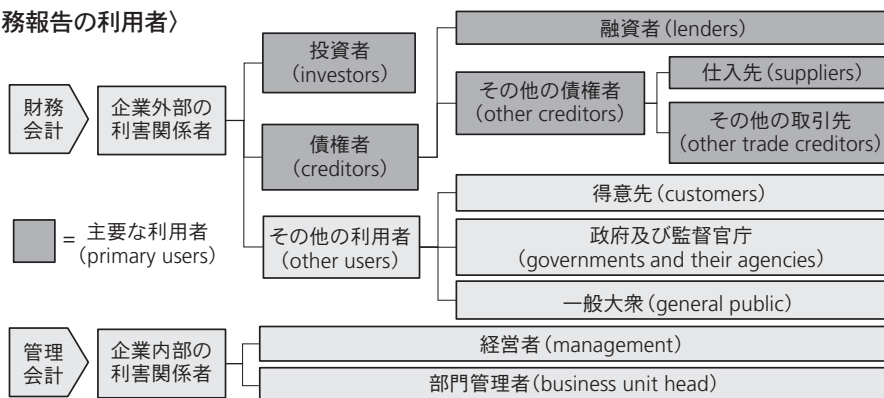 務報告の利用者〉
財務
会計
企業外部の
利害関係者
投資者
(investors)
債権者
(creditors)
融資者(lenders)
その他の債権者
(other creditors)
仕入先(suppliers)
その他の取引先
(other trade creditors)
= 主要な利用者
(primary users)
その他の利用者
(other users)
得意先(customers)
政府及び監督官庁
(governments and their agencies)
一般大衆(general public)
管理
会計
企業内部の
利害関係者
経営者(management)
部門管理者(business unit head)